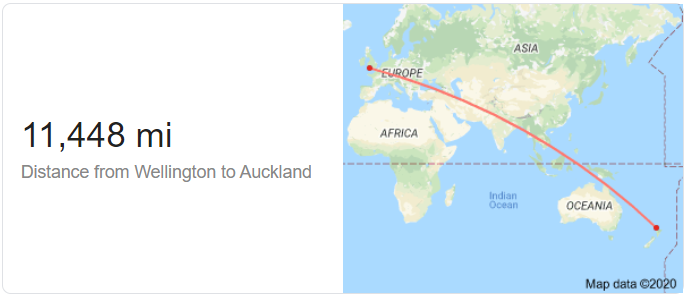 11,448 mi
Distance from Wellington to Auckland
ASIA
EUROPE
AFRICA
Indian
Ocean
OCEANIA
Map data ©2020